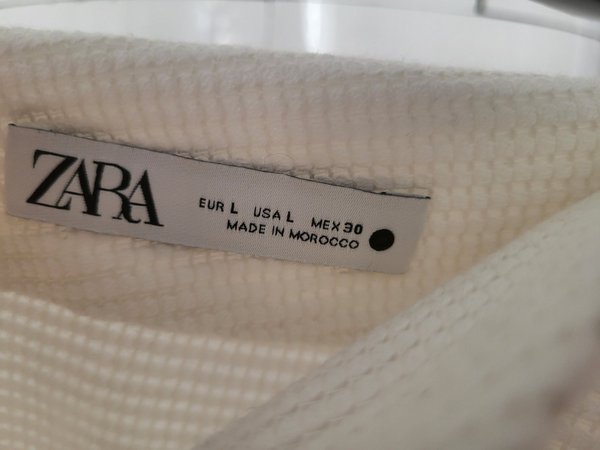 ZARA
EUR L USA L MEX 30
MADE IN MOROCCO